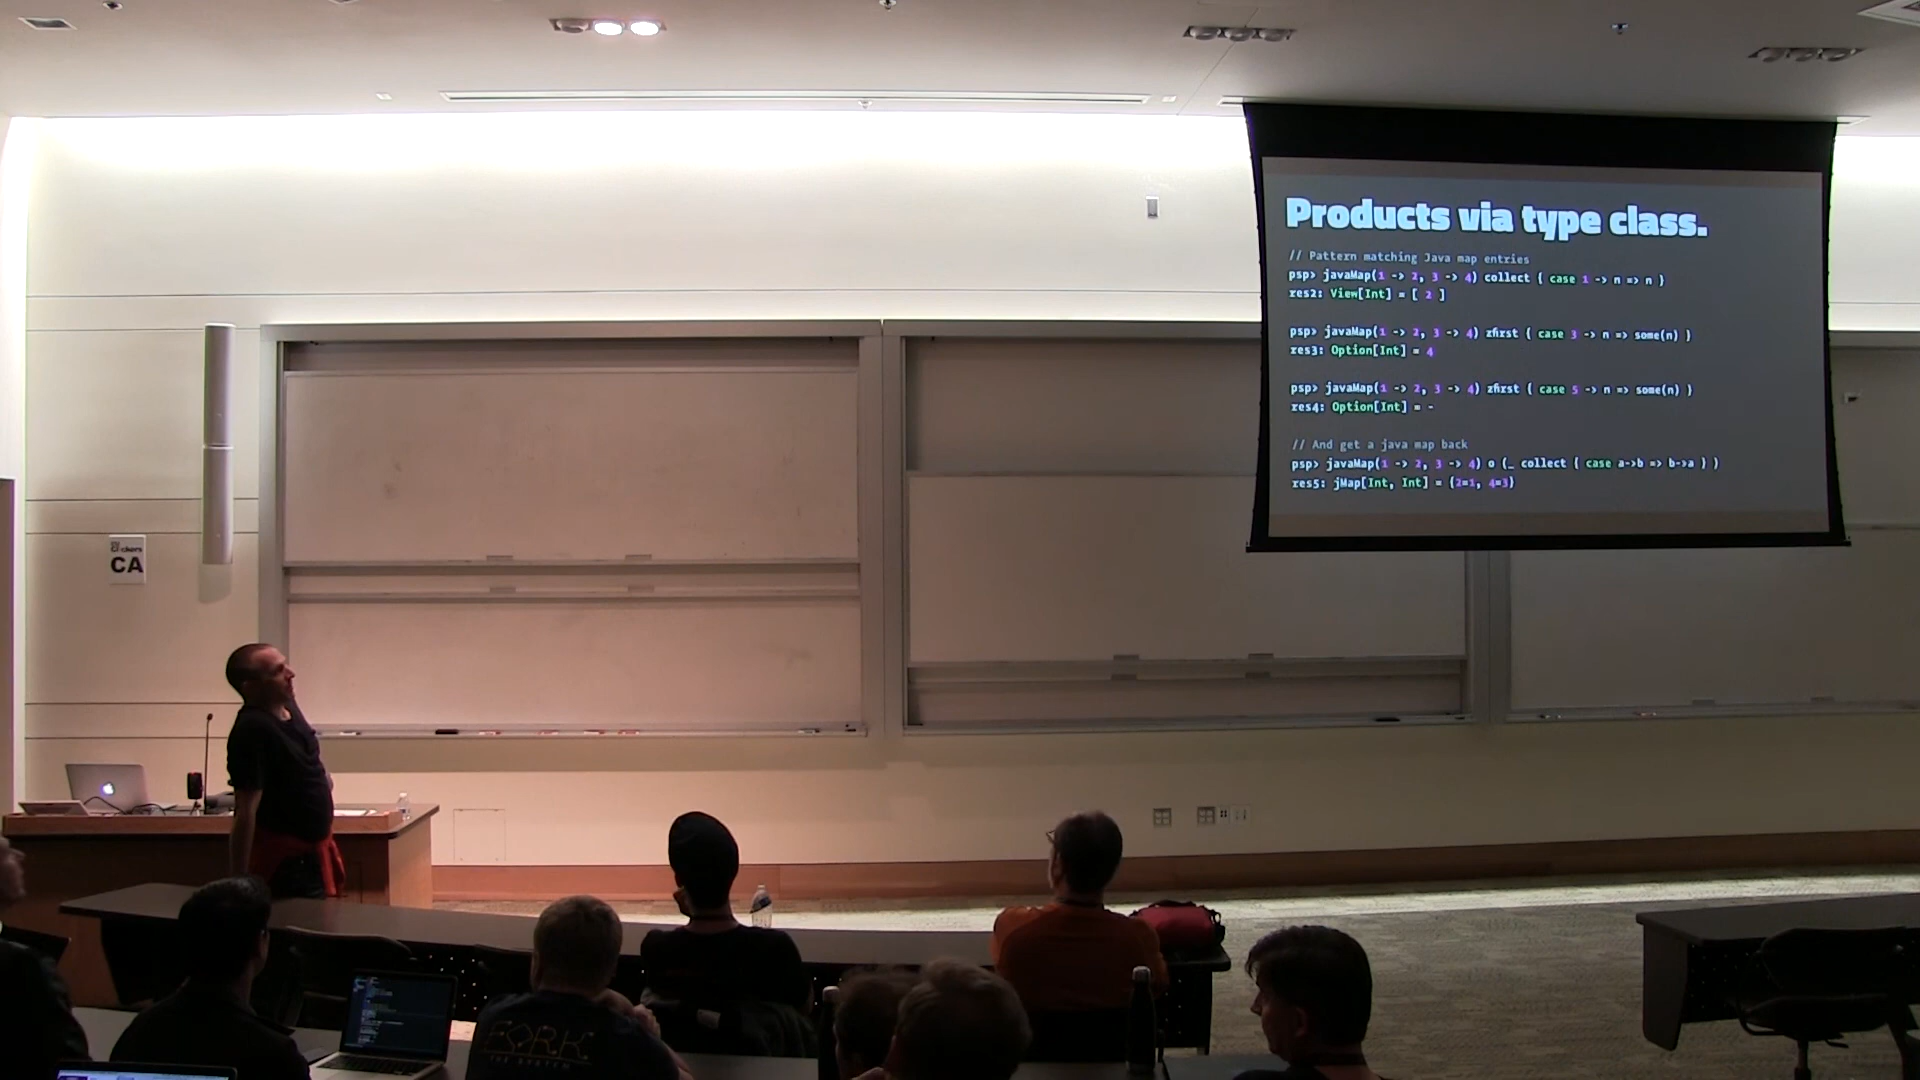 Products via type class.
// Pattern matching Java map entries
psp> javaMap(1 -> 2, 3 -> 4) collect { case 1 -> n => n }
res2: View[Int] = [ 2 ]
psp> javaMap(1 -> 2, 3 -> 4) zfirst { case 3 -> n => some(n) }
res3: Option[Int] = 4
psp> javaMap(1 -> 2, 3 -> 4) zfirst { case 5 -> n => some(n) }
res4: Option[Int] = -
// And get a java map back
psp> javaMap(1 -> 2, 3 -> 4) o (_ collect { case a->b => b->a } )
res5: jMap[Int, Int] = {2=1, 4=3}
CA
FORK
THE SYSTEM